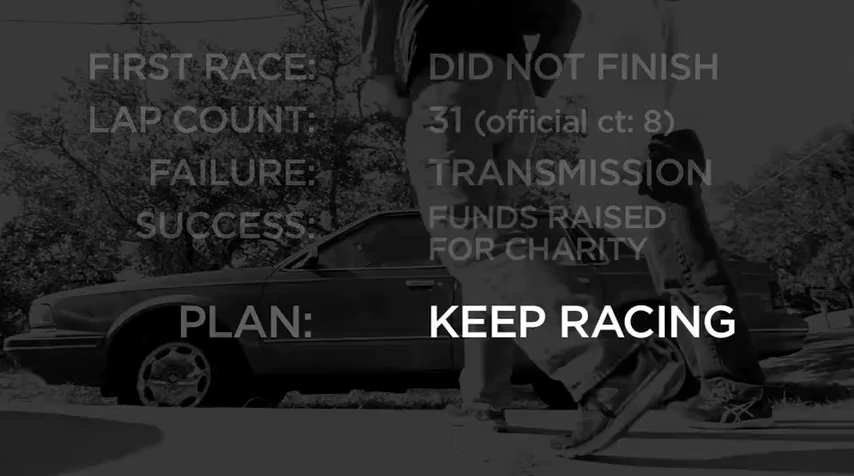 FIRST RACE: DID NOT FINISH
LAP COUNT: 31 (official ct: 8)
FAILURE: TRANSMISSION
SUCCESS: FUNDS RAISED
FOR CHARITY
PLAN: KEEP RACING